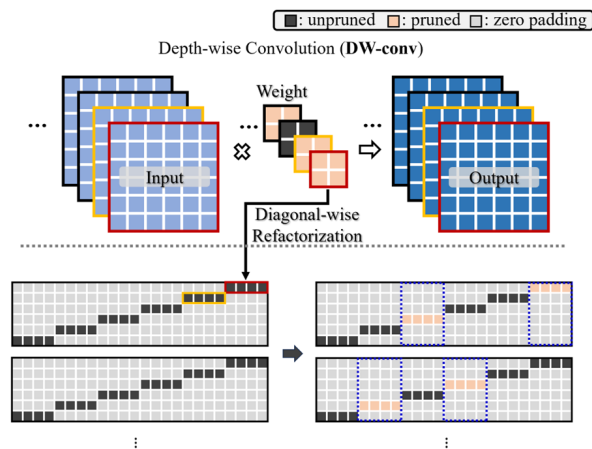 : unpruned : pruned : zero padding
Depth-wise Convolution (DW-conv)
Weight
... ... ...
Input
Output
Diagonal-wise
Refactorization